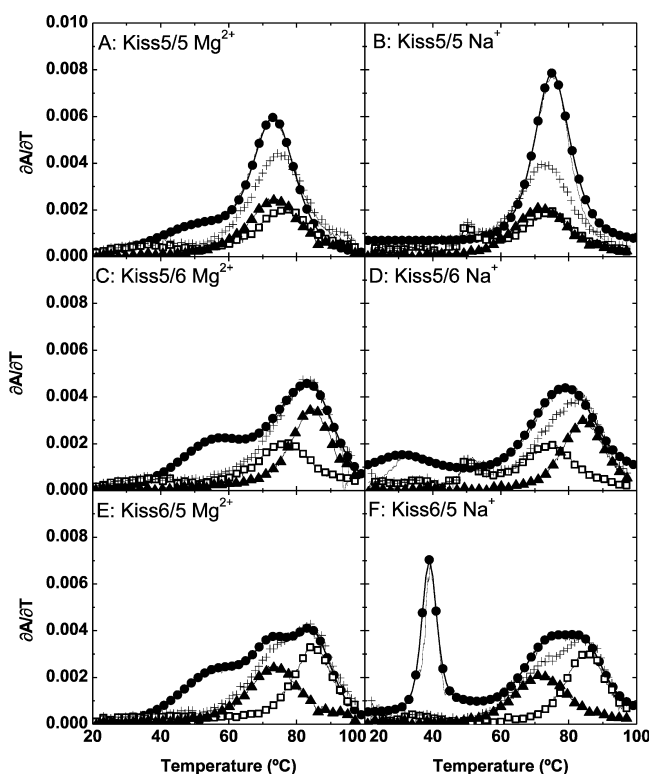 0.010
A: Kiss5/5 Mg²⁺
B: Kiss5/5 Na⁺
0.008
0.006
∂A/∂T
0.004
0.002
0.000
C: Kiss5/6 Mg²⁺
D: Kiss5/6 Na⁺
0.008
0.006
∂A/∂T
0.004
0.002
0.000
E: Kiss6/5 Mg²⁺
F: Kiss6/5 Na⁺
0.008
0.006
∂A/∂T
0.004
0.002
0.000
20 40 60 80 100 40 60 80 100
Temperature (ºC) Temperature (ºC)